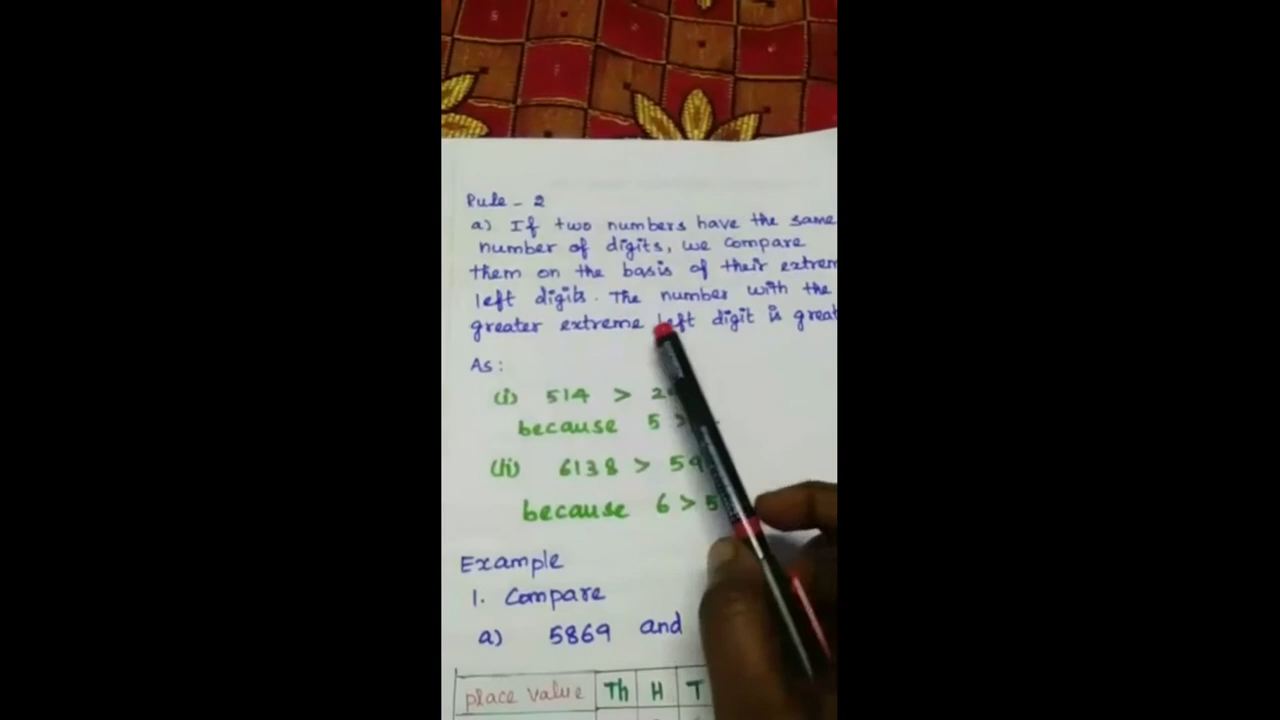 Rule - 2
a) If two numbers have the same
number of digits, we compare
them on the basis of their extrem
left digits. The number with the
greater extreme left digit is great
As:
(i) 514 > 2
because 5 >
(ii) 6138 > 59
because 6 > 5
Example
1. Compare
a) 5869 and
place value Th H T